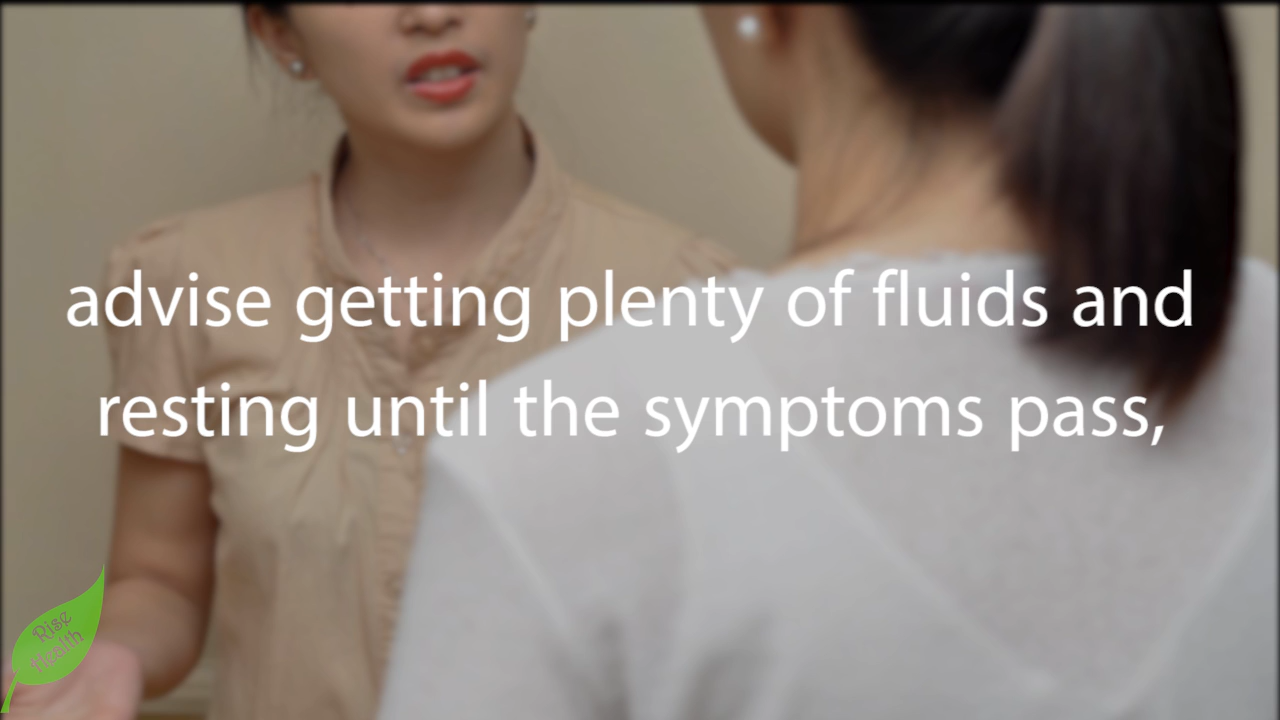 advise getting plenty of fluids and
resting until the symptoms pass,
Rise
Health